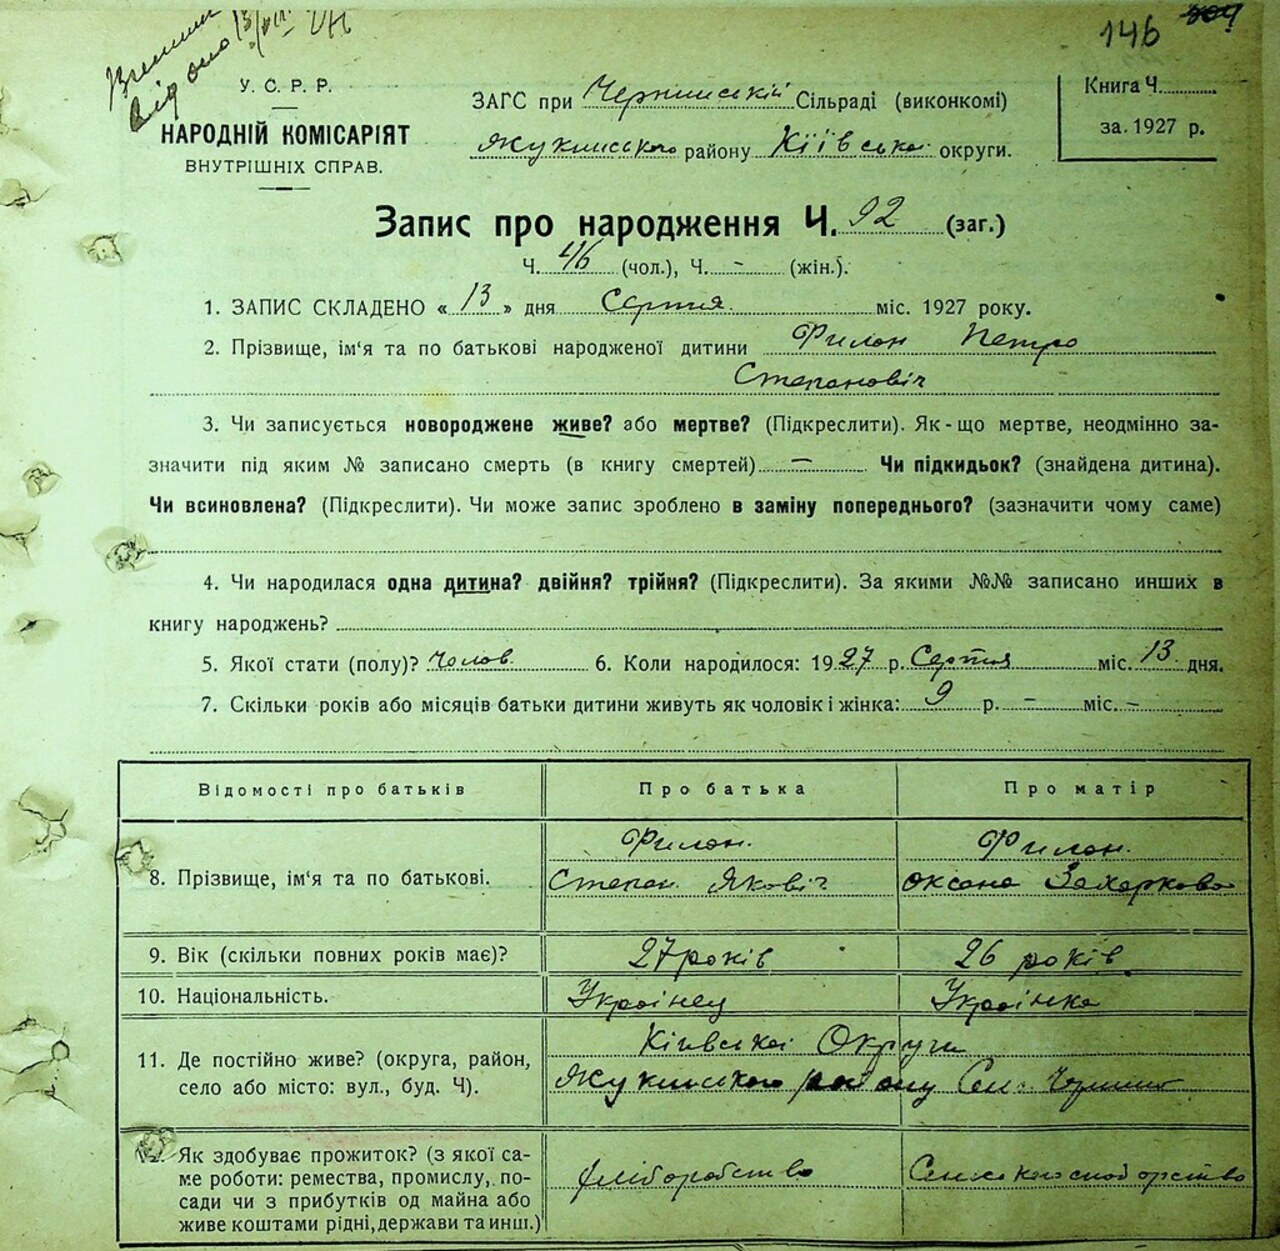 146
У. С. Р. Р.
НАРОДНІЙ КОМІСАРІЯТ
ВНУТРІШНІХ СПРАВ.
ЗАГС при Сільраді (виконкомі)
району Київської округи.
Книга Ч.
за 1927 р.
Запис про народження Ч. 92 (заг.)
Ч. 46 (чол.), Ч. – (жін.).
1. ЗАПИС СКЛАДЕНО « 13 » дня Серпня міс. 1927 року.
2. Прізвище, ім'я та по батькові народженої дитини Филон Петро
Степановіч
3. Чи записується новороджене живе? або мертве? (Підкреслити). Як-що мертве, неодмінно за-
значити під яким № записано смерть (в книгу смертей) – Чи підкидьок? (знайдена дитина).
Чи всиновлена? (Підкреслити). Чи може запис зроблено в заміну попереднього? (зазначити чому саме)
4. Чи народилася одна дитина? двійня? трійня? (Підкреслити). За якими №№ записано инших в
книгу народжень?
5. Якої стати (полу)? Чолов. 6. Коли народилося: 1927 р. Серпня міс. 13 дня.
7. Скільки років або місяців батьки дитини живуть як чоловік і жінка: 9 р. – міс. –
Відомості про батьків Про батька Про матір
Филон. Филон.
8. Прізвище, ім'я та по батькові. Степан Яковіч Оксана Захаркова
9. Вік (скільки повних років має)? 27 років 26 років
10. Національність. Українец Українка
Київської Округи
11. Де постійно живе? (округа, район,
село або місто: вул., буд. Ч). району Сел.
12. Як здобуває прожиток? (з якої са-
ме роботи: ремества, промислу, по-
сади чи з прибутків од майна або
живе коштами рідні, держави та инш.)
хліборобство